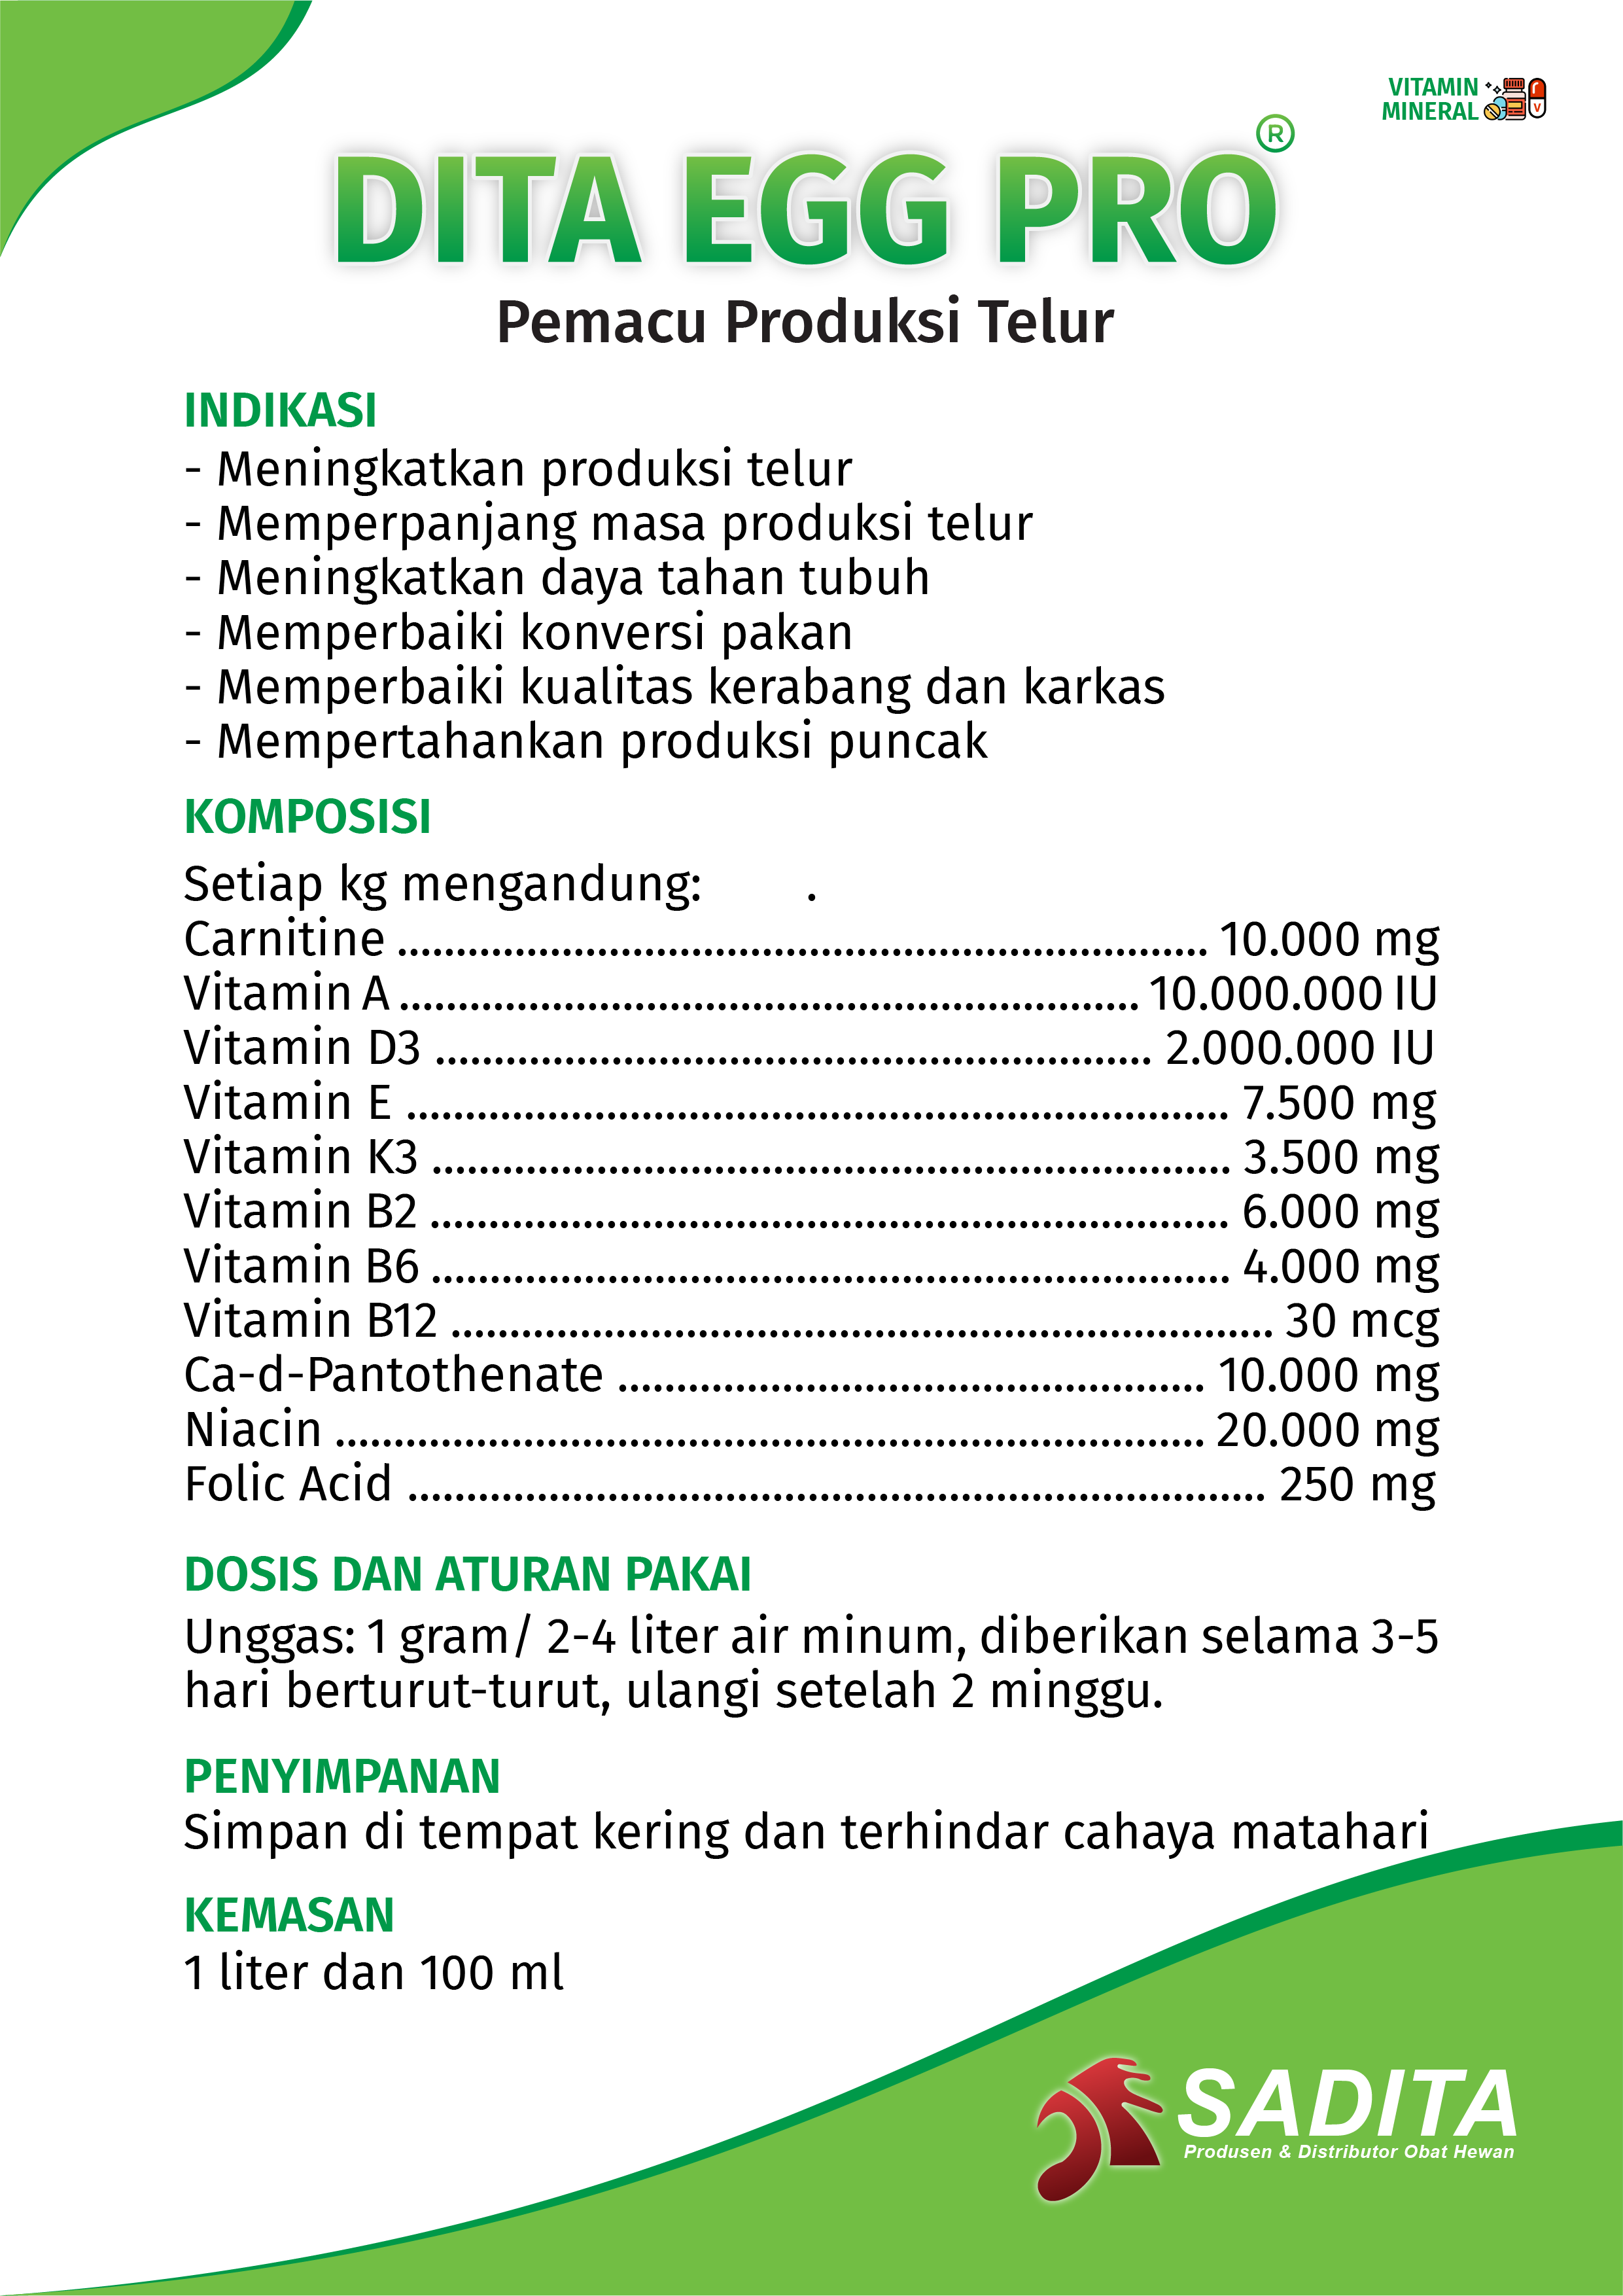 VITAMIN
MINERAL
DITA EGG PRO®
Pemacu Produksi Telur
INDIKASI
- Meningkatkan produksi telur
- Memperpanjang masa produksi telur
- Meningkatkan daya tahan tubuh
- Memperbaiki konversi pakan
- Memperbaiki kualitas kerabang dan karkas
- Mempertahankan produksi puncak
KOMPOSISI
Setiap kg mengandung: .
Carnitine ..................................................................... 10.000 mg
Vitamin A ............................................................... 10.000.000 IU
Vitamin D3 ............................................................. 2.000.000 IU
Vitamin E ...................................................................... 7.500 mg
Vitamin K3 .................................................................... 3.500 mg
Vitamin B2 .................................................................... 6.000 mg
Vitamin B6 .................................................................... 4.000 mg
Vitamin B12 ...................................................................... 30 mcg
Ca-d-Pantothenate .................................................. 10.000 mg
Niacin .......................................................................... 20.000 mg
Folic Acid ......................................................................... 250 mg
DOSIS DAN ATURAN PAKAI
Unggas: 1 gram/ 2-4 liter air minum, diberikan selama 3-5
hari berturut-turut, ulangi setelah 2 minggu.
PENYIMPANAN
Simpan di tempat kering dan terhindar cahaya matahari
KEMASAN
1 liter dan 100 ml
SADITA
Produsen & Distributor Obat Hewan